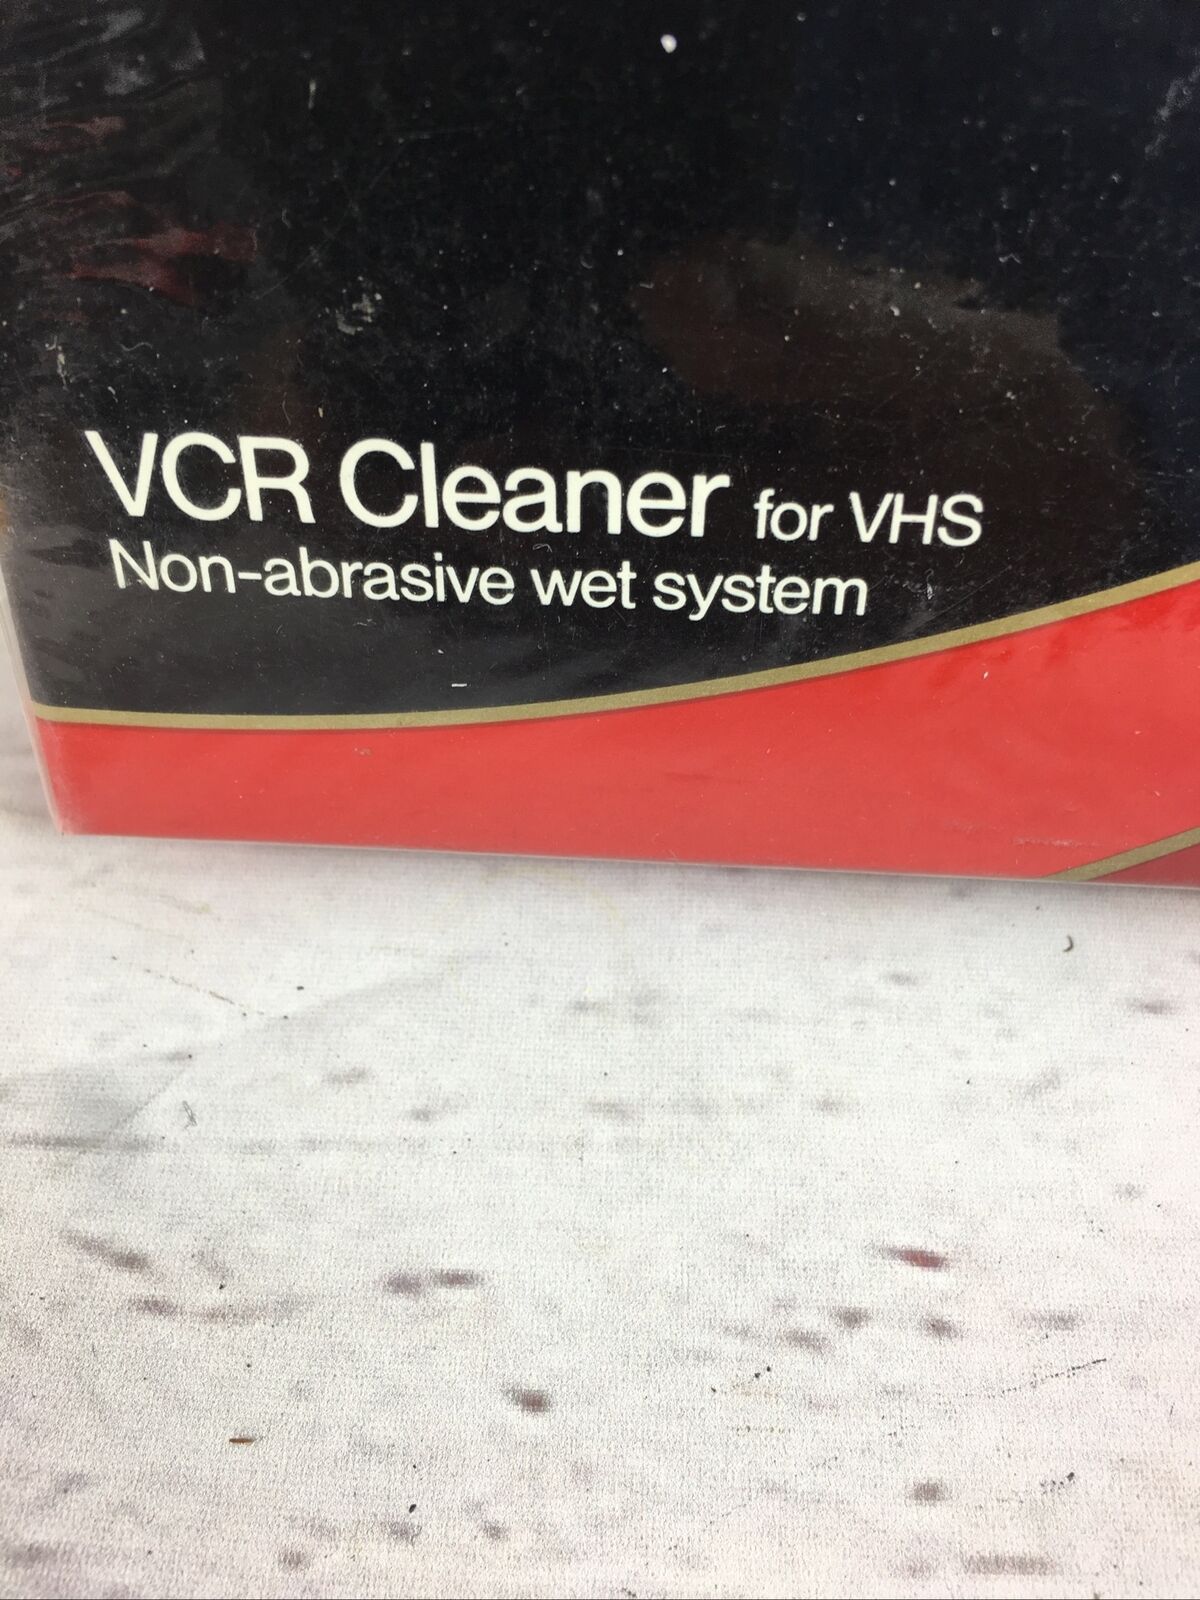 VCR Cleaner for VHS
Non-abrasive wet system